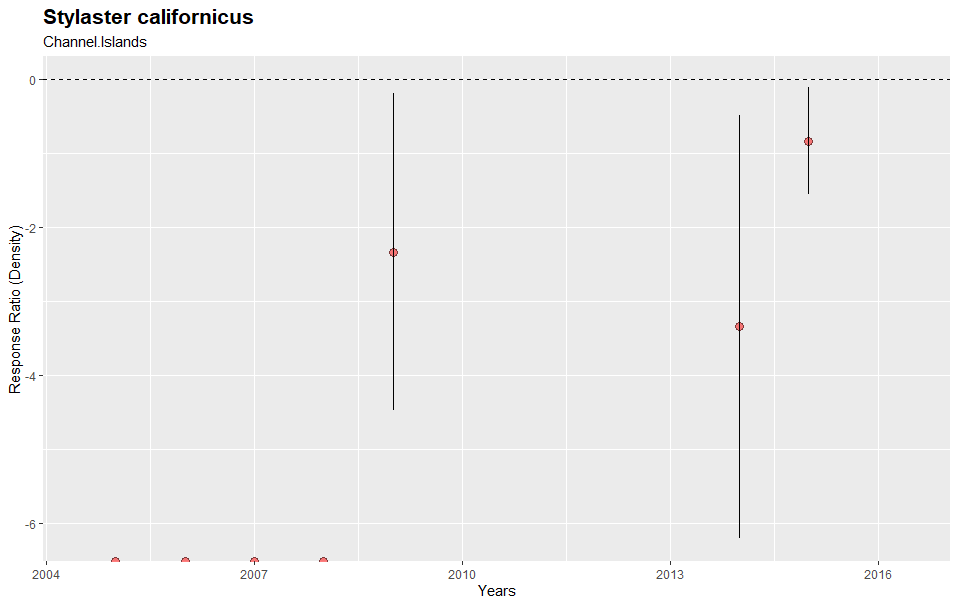 Stylaster californicus
Channel.Islands
Response Ratio (Density)
0
-2
-4
-6
2004 2007 2010 2013 2016
Years